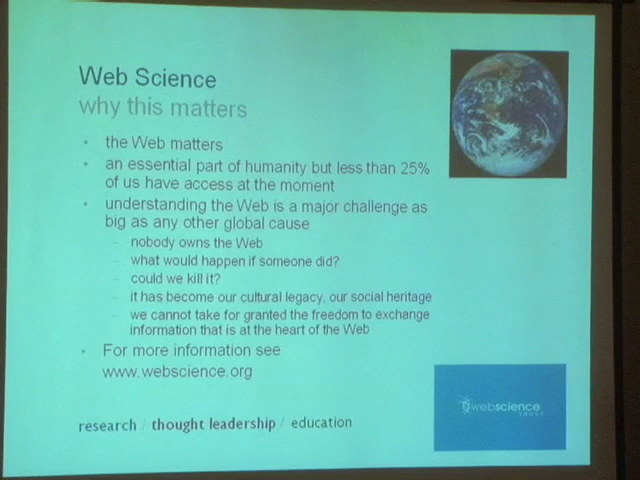 Web Science
why this matters
• the Web matters
• an essential part of humanity but less than 25%
of us have access at the moment
• understanding the Web is a major challenge as
big as any other global cause
– nobody owns the Web
– what would happen if someone did?
– could we kill it?
– it has become our cultural legacy, our social heritage
– we cannot take for granted the freedom to exchange
information that is at the heart of the Web
• For more information see
www.webscience.org
webscience
TRUST
research / thought leadership / education